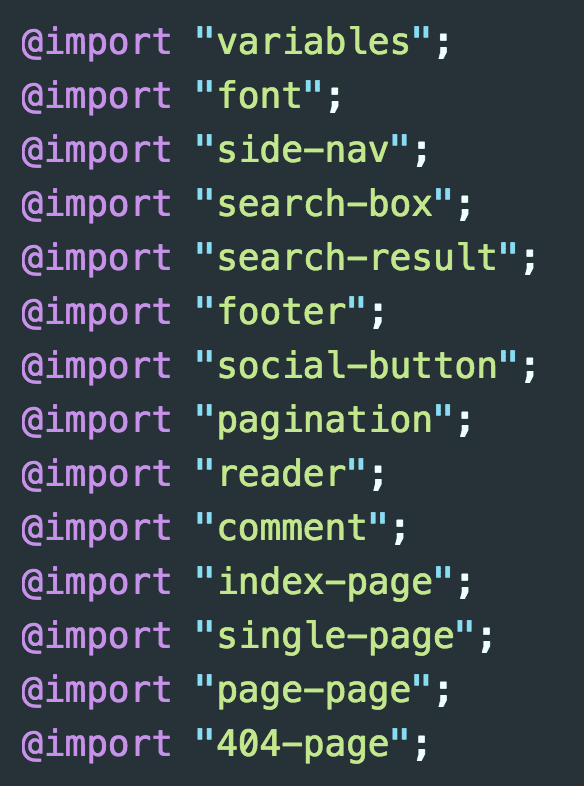 @import "variables";
@import "font";
@import "side-nav";
@import "search-box";
@import "search-result";
@import "footer";
@import "social-button";
@import "pagination";
@import "reader";
@import "comment";
@import "index-page";
@import "single-page";
@import "page-page";
@import "404-page";